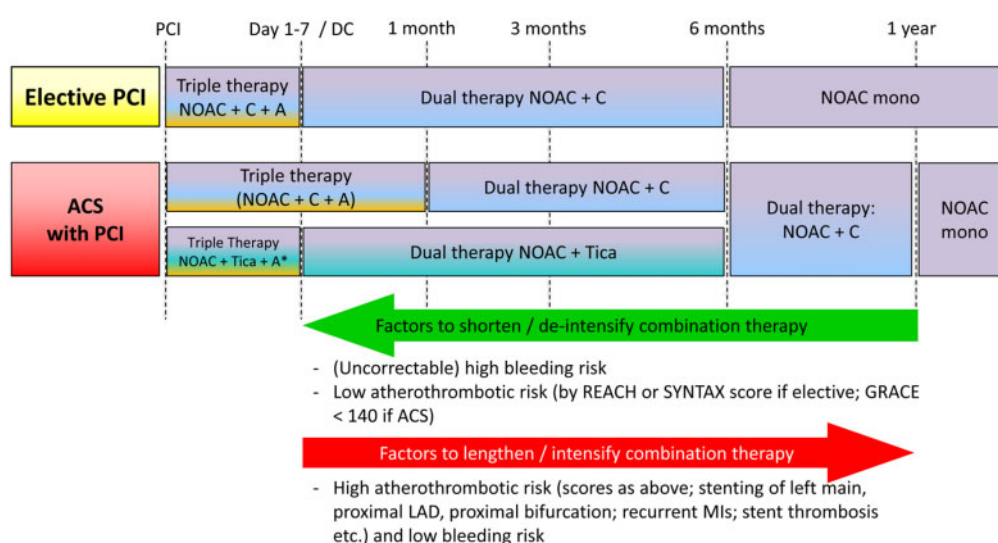 PCI
Day 1-7 / DC
1 month
3 months
6 months
1 year
Elective PCI
Triple therapy
NOAC + C + A
Dual therapy NOAC + C
NOAC mono
ACS
with PCI
Triple therapy
(NOAC + C + A)
Dual therapy NOAC + C
Triple Therapy
NOAC + Tica + A*
Dual therapy NOAC + Tica
Dual therapy:
NOAC + C
NOAC
mono
Factors to shorten / de-intensify combination therapy
- (Uncorrectable) high bleeding risk
- Low atherothrombotic risk (by REACH or SYNTAX score if elective; GRACE
< 140 if ACS)
Factors to lengthen / intensify combination therapy
- High atherothrombotic risk (scores as above; stenting of left main,
proximal LAD, proximal bifurcation; recurrent MIs; stent thrombosis
etc.) and low bleeding risk